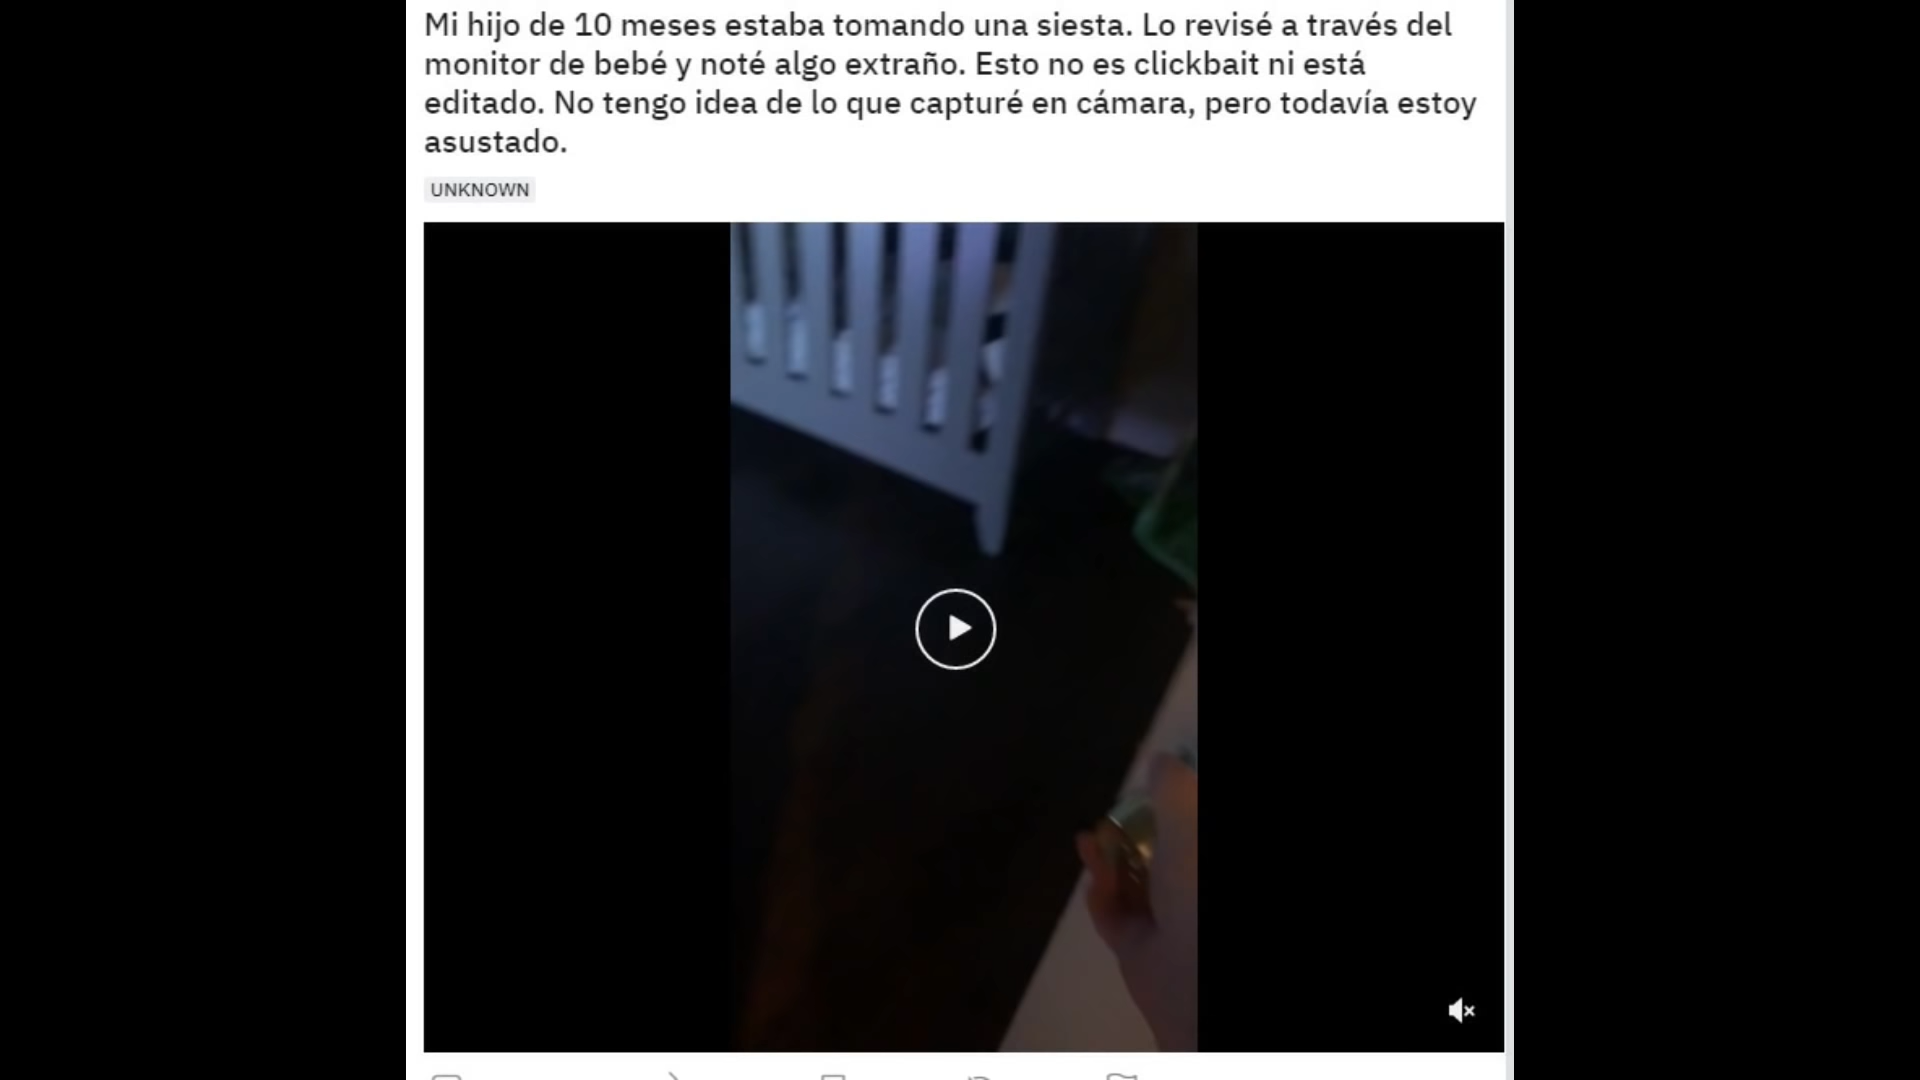 Mi hijo de 10 meses estaba tomando una siesta. Lo revisé a través del
monitor de bebé y noté algo extraño. Esto no es clickbait ni está
editado. No tengo idea de lo que capturé en cámara, pero todavía estoy
asustado.
UNKNOWN